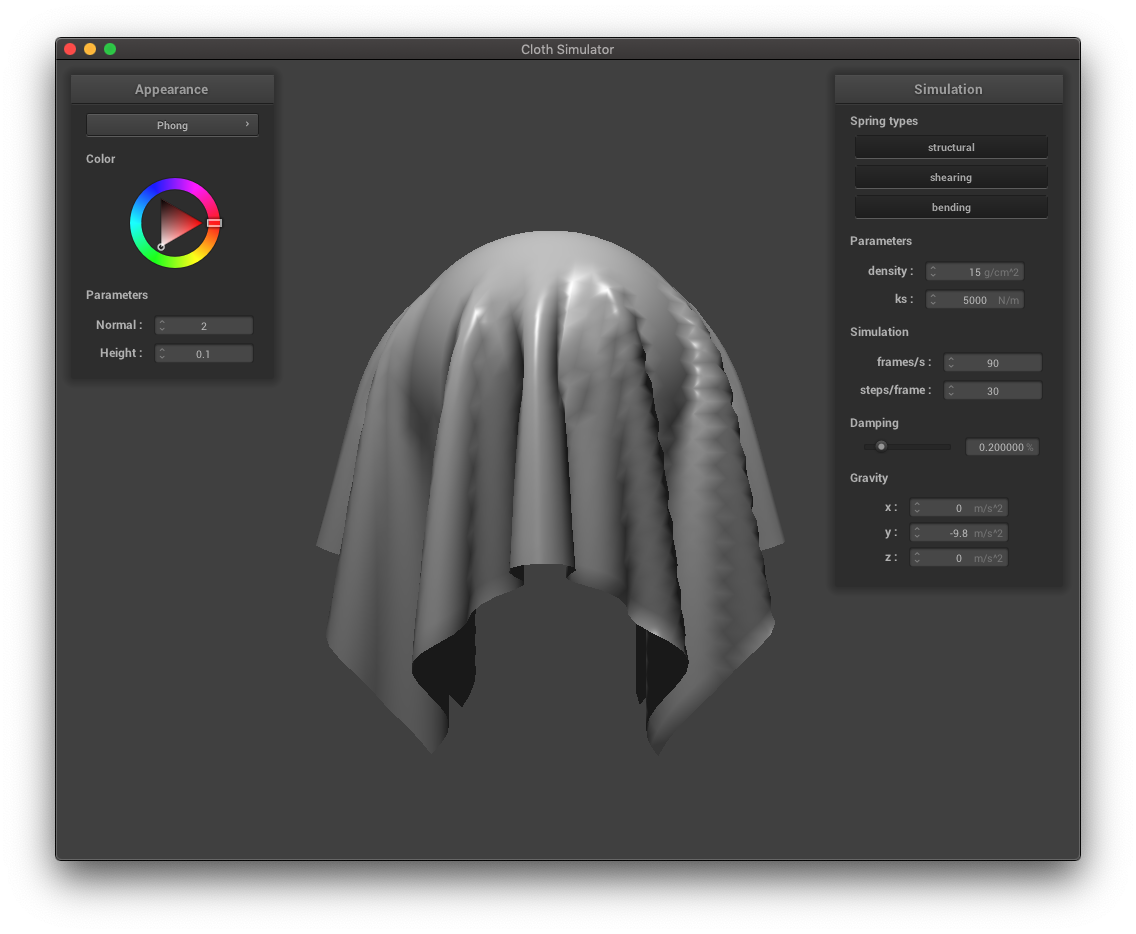 Cloth Simulator
Appearance
Phong
Color
Parameters
Normal : 2
Height : 0.1
Simulation
Spring types
structural
shearing
bending
Parameters
density : 15 g/cm^2
ks : 5000 N/m
Simulation
frames/s : 90
steps/frame : 30
Damping
0.200000 %
Gravity
x : 0 m/s^2
y : -9.8 m/s^2
z : 0 m/s^2